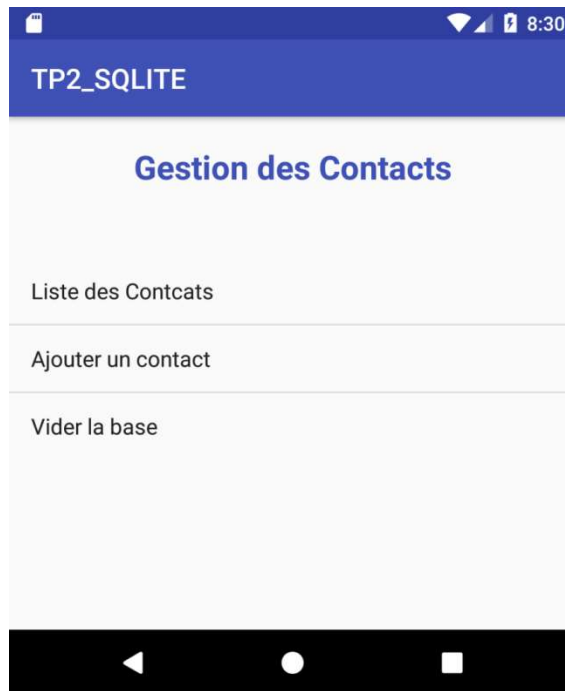 8:30
TP2_SQLITE
Gestion des Contacts
Liste des Contcats
Ajouter un contact
Vider la base